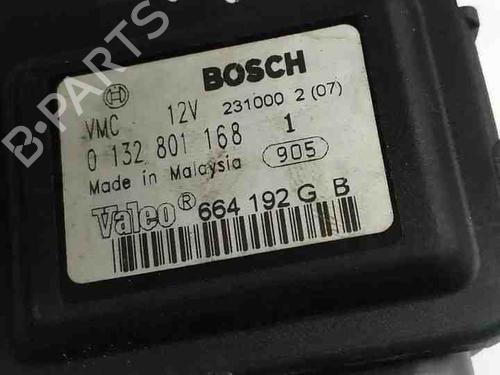 BOSCH
VMC 12V 231000 2 (07)
0 132 801 168 1
Made in Malaysia 905
Valeo® 664 192 G B
B-PARTS